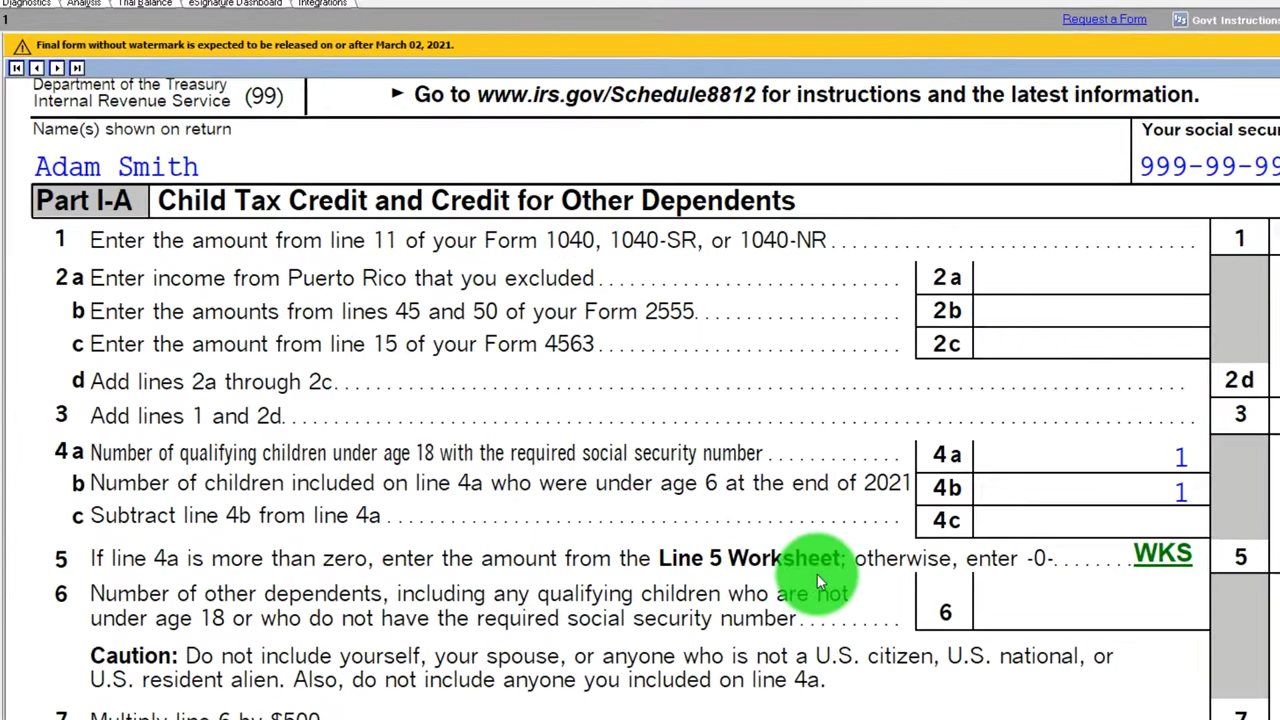 Diagnostics Analysis Trial Balance eSignature Dashboard Integrations
1 Request a Form Govt Instructions
Final form without watermark is expected to be released on or after March 02, 2021.
Department of the Treasury
Internal Revenue Service (99)
► Go to www.irs.gov/Schedule8812 for instructions and the latest information.
Name(s) shown on return
Your social secu
Adam Smith
999-99-99
Part I-A Child Tax Credit and Credit for Other Dependents
1 Enter the amount from line 11 of your Form 1040, 1040-SR, or 1040-NR 1
2a Enter income from Puerto Rico that you excluded 2a
b Enter the amounts from lines 45 and 50 of your Form 2555. 2b
c Enter the amount from line 15 of your Form 4563 2c
d Add lines 2a through 2c. 2d
3 Add lines 1 and 2d. 3
4a Number of qualifying children under age 18 with the required social security number 4a 1
b Number of children included on line 4a who were under age 6 at the end of 2021 4b 1
c Subtract line 4b from line 4a 4c
5 If line 4a is more than zero, enter the amount from the Line 5 Worksheet; otherwise, enter -0-. WKS 5
6 Number of other dependents, including any qualifying children who are not
under age 18 or who do not have the required social security number 6
Caution: Do not include yourself, your spouse, or anyone who is not a U.S. citizen, U.S. national, or
U.S. resident alien. Also, do not include anyone you included on line 4a.
7 Multiply line 6 by $500 7